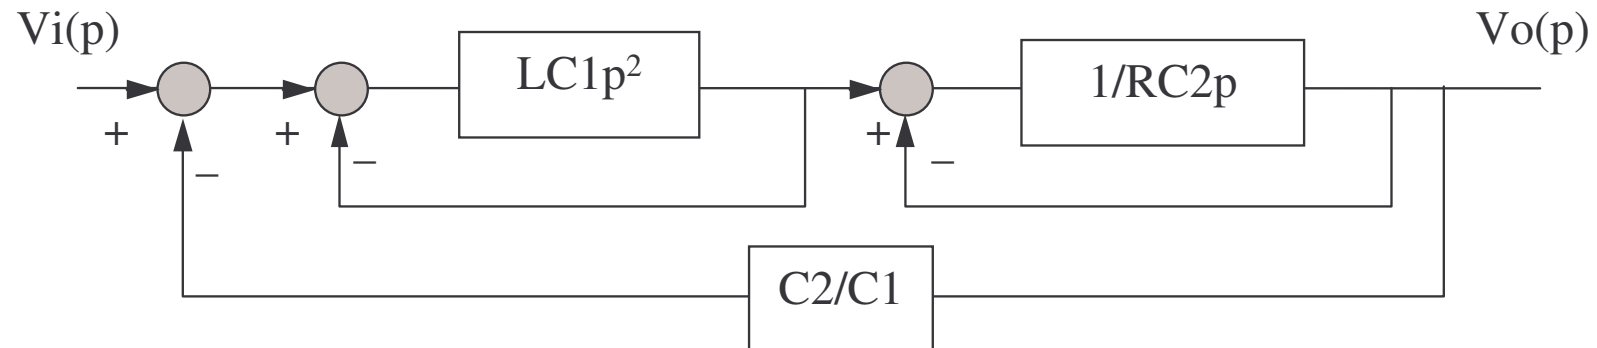 Vi(p)
Vo(p)
LC1p²
1/RC2p
+
+
+
–
–
–
C2/C1